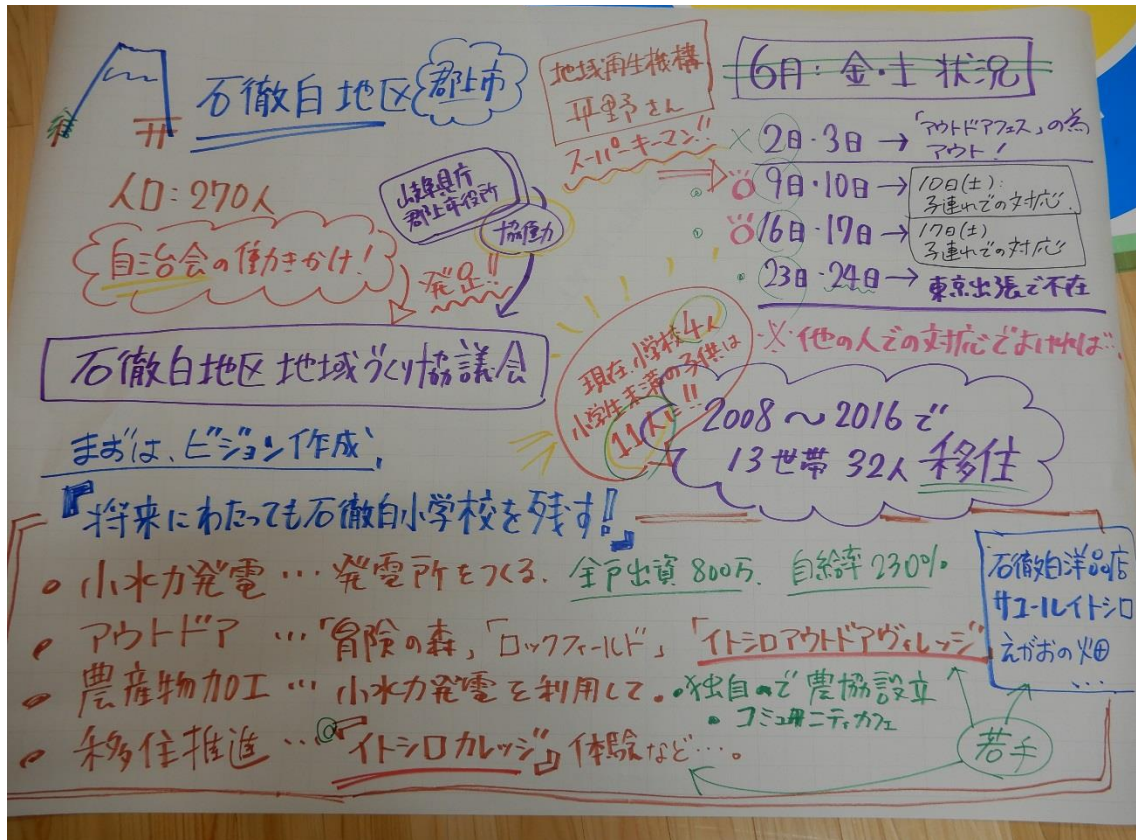 石徹白地区
郡上市
地域再生機構
平野さん
スーパーキーマン!!
6月:金・土 状況
× 2日・3日 → 「アウトドアフェス」の為
アウト!
② 9日・10日 → 10日(土):
子連れでの対応。
① 16日・17日 → 17日(土)
子連れでの対応
23日・24日 → 東京出張で不在
※他の人での対応でよければ…。
人口:270人
岐阜県庁
郡上市役所
協働力
自治会の働きかけ!
発足!!
石徹白地区 地域づくり協議会
現在、小学校4人
小学生未満の子供は
11人に!!
2008〜2016で
13世帯 32人 移住
まずは、ビジョン作成、
『将来にわたっても石徹白小学校を残す!!』
• 小水力発電 … 発電所をつくる. 全戸出資800万. 自給率230%
• アウトドア … 「冒険の森」「ロックフィールド」「イトシロアウトドアヴィレッジ」
• 農産物加工 … 小水力発電を利用して。• 独自で農協設立
• コミュニティカフェ
• 移住推進 … 『イトシロカレッジ』体験など…。
石徹白洋品店
サユールイトシロ
えがおの畑
…
若手